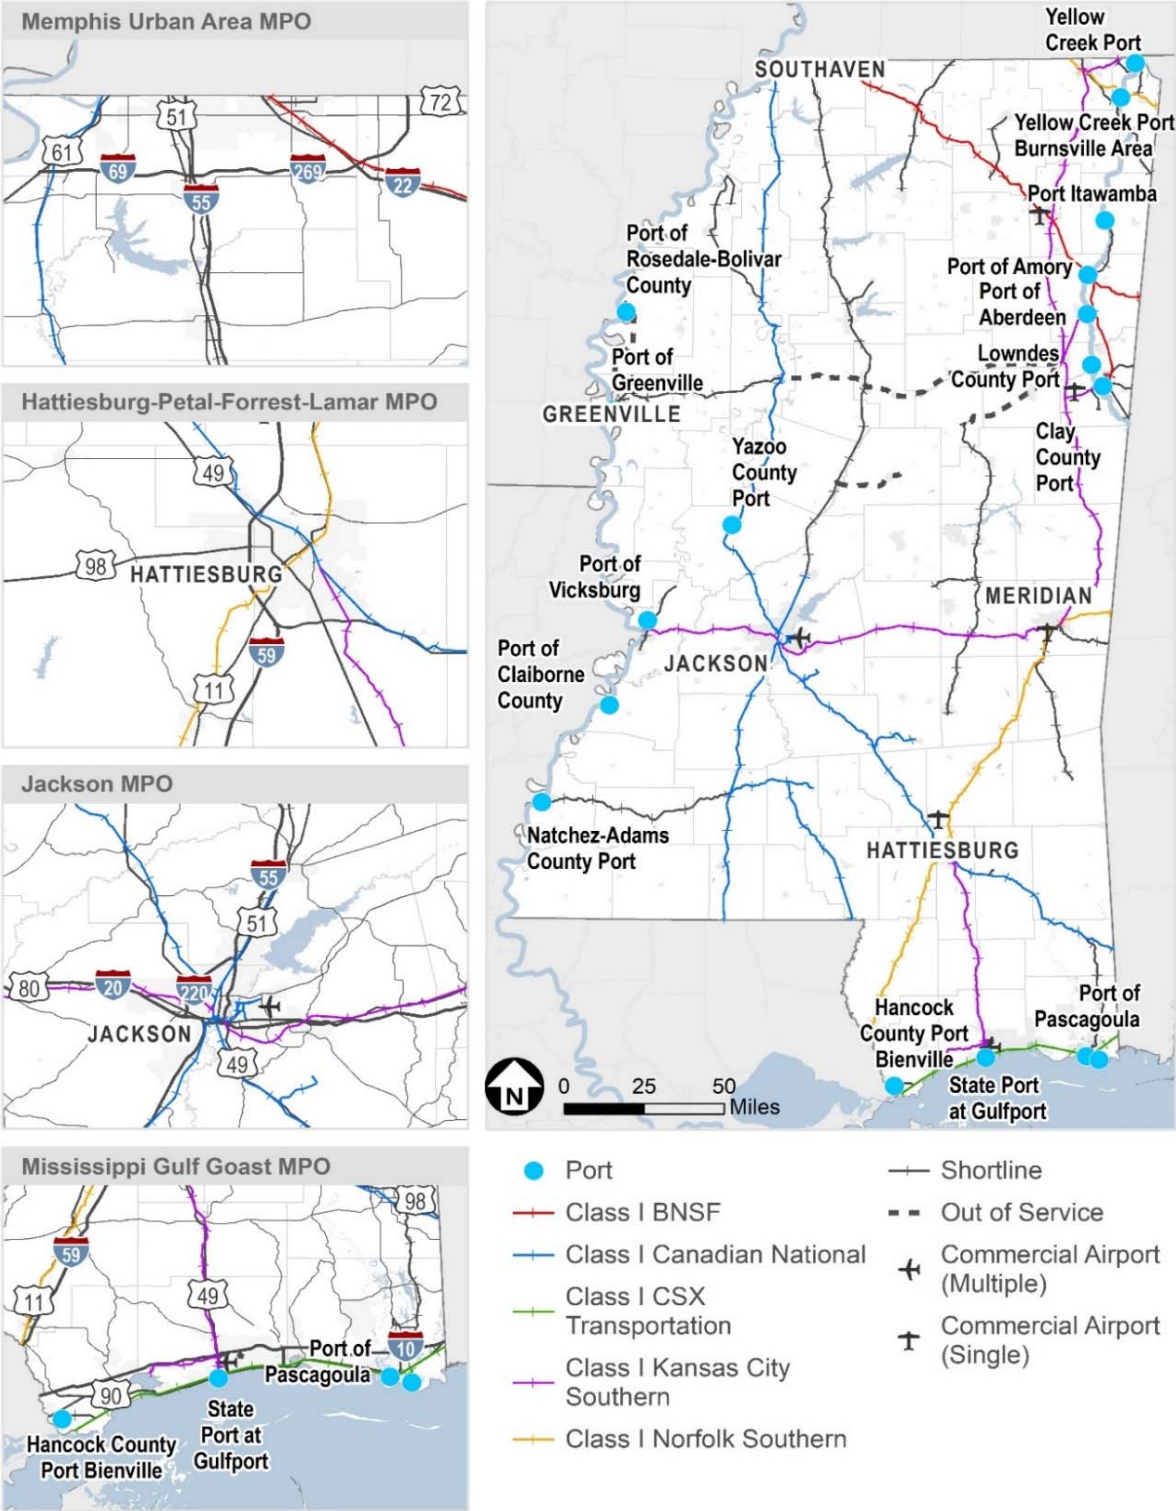 Memphis Urban Area MPO
51
72
61
69
269
22
55
Hattiesburg-Petal-Forrest-Lamar MPO
49
98
HATTIESBURG
59
11
Jackson MPO
55
51
80
20
220
JACKSON
49
Mississippi Gulf Goast MPO
98
59
11
49
10
Port of
Pascagoula
90
State
Port at
Gulfport
Hancock County
Port Bienville
Yellow
Creek Port
SOUTHAVEN
Yellow Creek Port
Burnsville Area
Port Itawamba
Port of
Rosedale-Bolivar
County
Port of Amory
Port of
Aberdeen
Port of
Greenville
Lowndes
County Port
GREENVILLE
Clay
County
Port
Yazoo
County
Port
Port of
Vicksburg
MERIDIAN
Port of
Claiborne
County
JACKSON
Natchez-Adams
County Port
HATTIESBURG
Hancock
County Port
Bienville
Port of
Pascagoula
State Port
at Gulfport
N
0 25 50
Miles
Port
Class I BNSF
Class I Canadian National
Class I CSX
Transportation
Class I Kansas City
Southern
Class I Norfolk Southern
Shortline
Out of Service
Commercial Airport
(Multiple)
Commercial Airport
(Single)